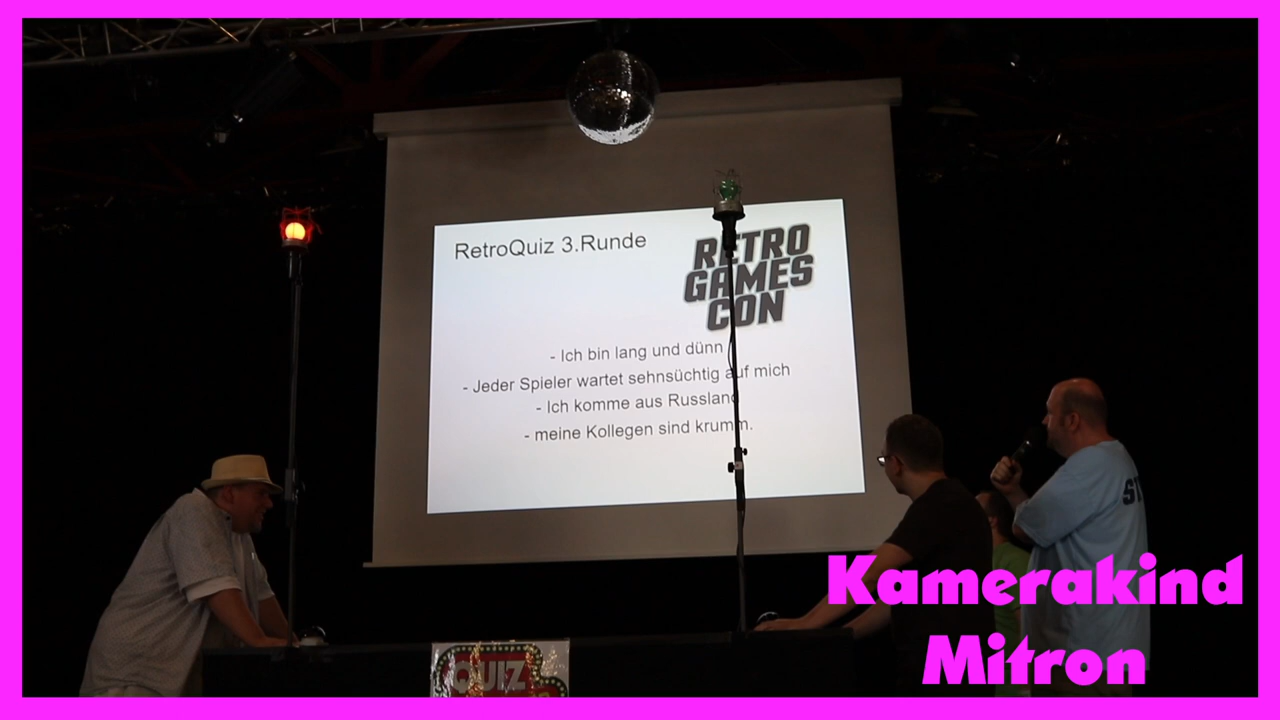 RetroQuiz 3.Runde
RETRO
GAMES
CON
- Ich bin lang und dünn
- Jeder Spieler wartet sehnsüchtig auf mich
- Ich komme aus Russland
- meine Kollegen sind krumm.
Kamerakind
Mitron
QUIZ